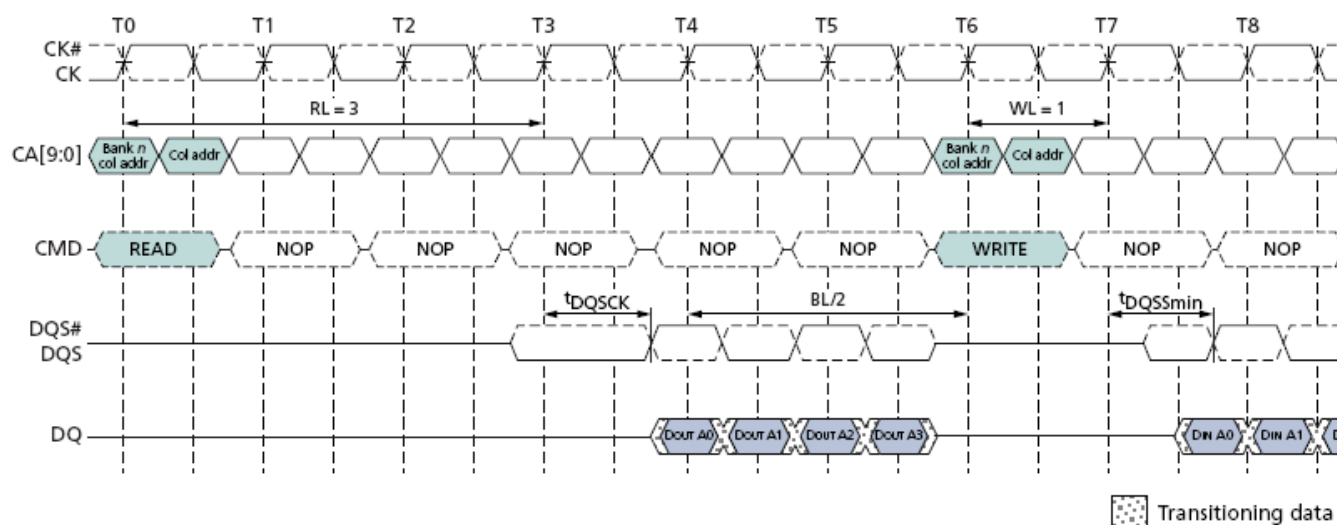 T0 T1 T2 T3 T4 T5 T6 T7 T8
CK#
CK
RL = 3
WL = 1
CA[9:0]
Bank n
col addr
Col addr
Bank n
col addr
Col addr
CMD
READ NOP NOP NOP NOP NOP WRITE NOP NOP
tDQSCK
BL/2
tDQSSmin
DQS#
DQS
DQ
DOUT A0 DOUT A1 DOUT A2 DOUT A3 DIN A0 DIN A1 D
Transitioning data